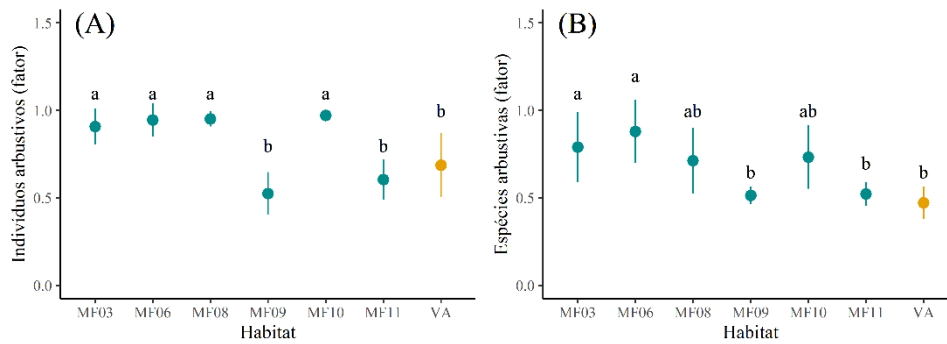 (A)
Indivíduos arbustivos (fator)
1.5
1.0
0.5
0.0
a a a b a b b
MF03 MF06 MF08 MF09 MF10 MF11 VA
Habitat
(B)
Espécies arbustivas (fator)
1.5
1.0
0.5
0.0
a a ab b ab b b
MF03 MF06 MF08 MF09 MF10 MF11 VA
Habitat